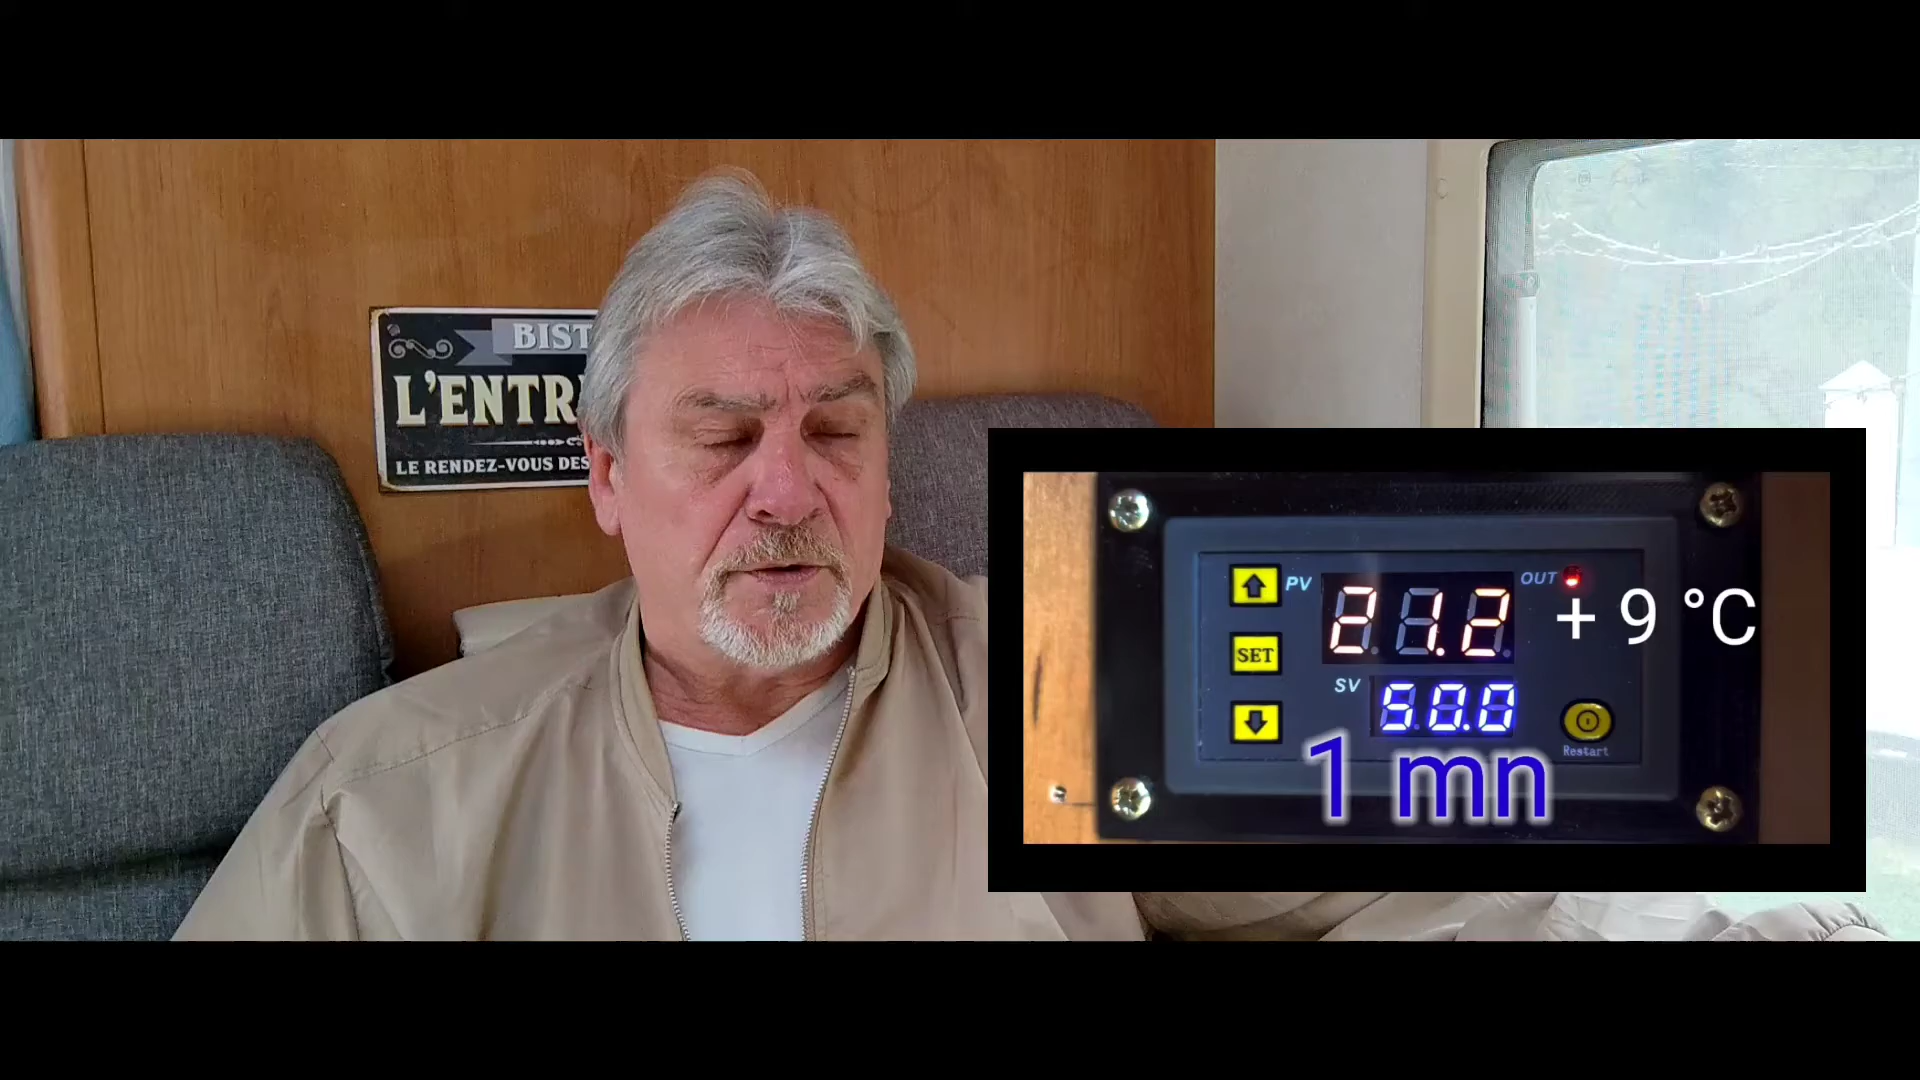 BIST
L'ENTR
LE RENDEZ-VOUS DES
PV
21.2
OUT
+ 9 °C
SET
SV
50.0
1 mn
Restart